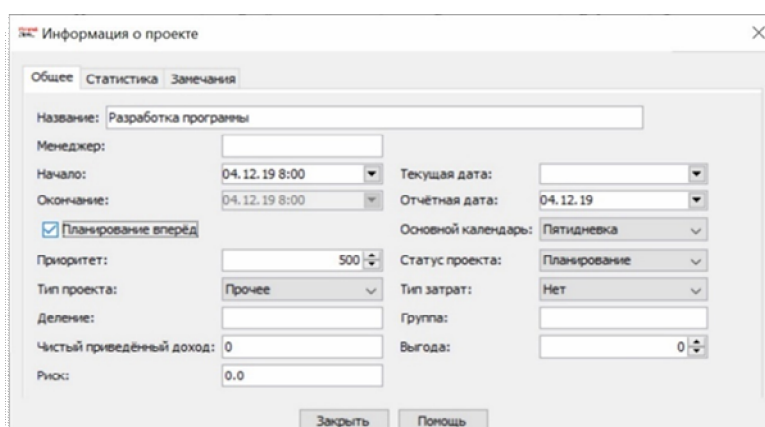 Информация о проекте
Общее Статистика Замечания
Название: Разработка программы
Менеджер:
Начало: 04.12.19 8:00 Текущая дата:
Окончание: 04.12.19 8:00 Отчётная дата: 04.12.19
Планирование вперёд Основной календарь: Пятидневка
Приоритет: 500 Статус проекта: Планирование
Тип проекта: Прочее Тип затрат: Нет
Деление: Группа:
Чистый приведённый доход: 0 Выгода: 0
Риск: 0.0
Закрыть Помощь